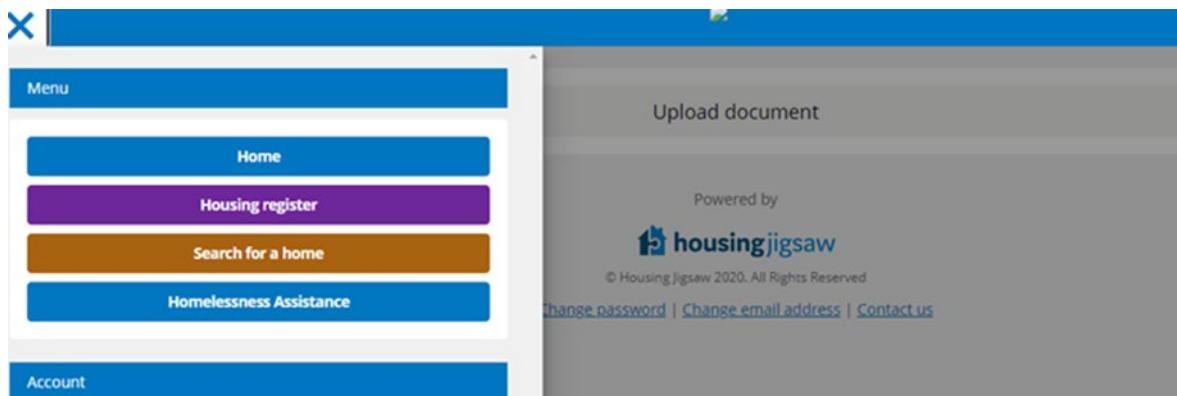 Menu
Home
Housing register
Search for a home
Homelessness Assistance
Account
Upload document
Powered by
housingjigsaw
© Housing Jigsaw 2020. All Rights Reserved
Change password | Change email address | Contact us